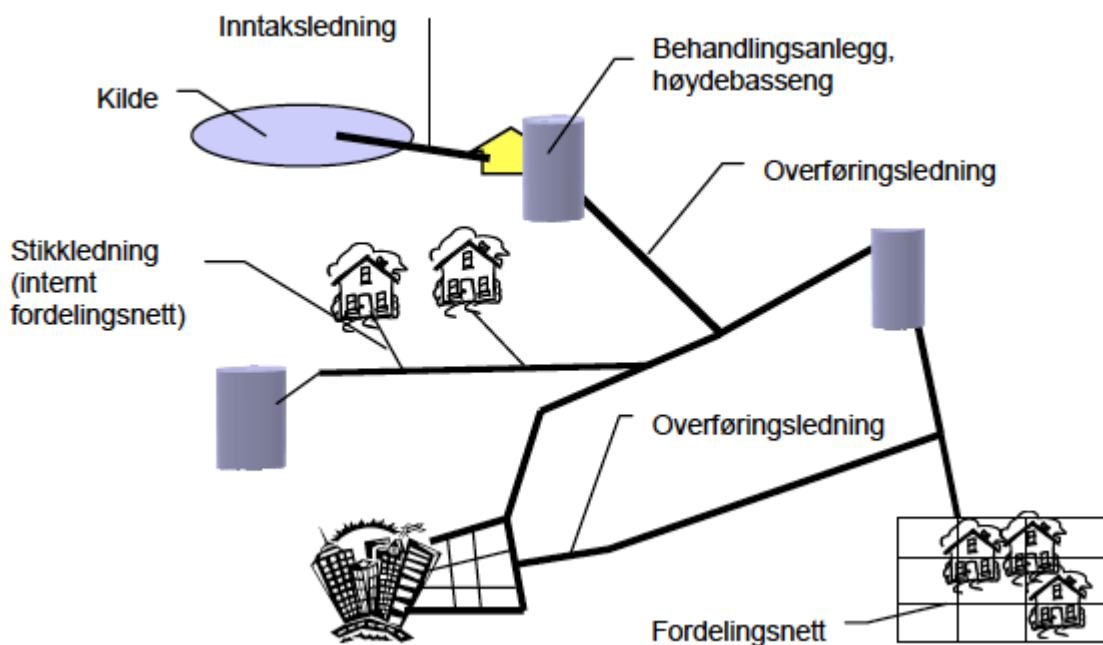 Inntaksledning
Behandlingsanlegg,
høydebasseng
Kilde
Overføringsledning
Stikkledning
(internt
fordelingsnett)
Overføringsledning
Fordelingsnett